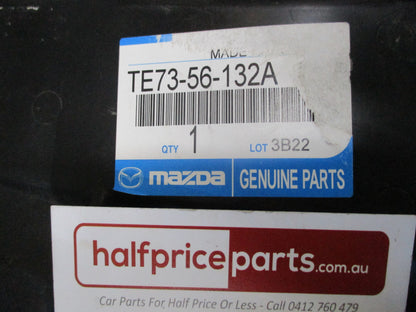 MADE
TE73-56-132A
QTY 1 LOT 3B22
mazda GENUINE PARTS
halfpriceparts.com.au
Car Parts For Half Price Or Less - Call 0412 760 479